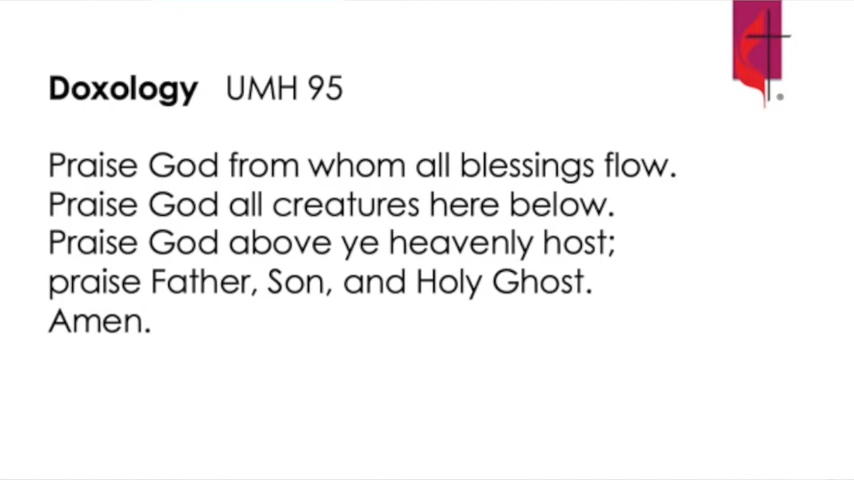 Doxology UMH 95
Praise God from whom all blessings flow.
Praise God all creatures here below.
Praise God above ye heavenly host;
praise Father, Son, and Holy Ghost.
Amen.
®